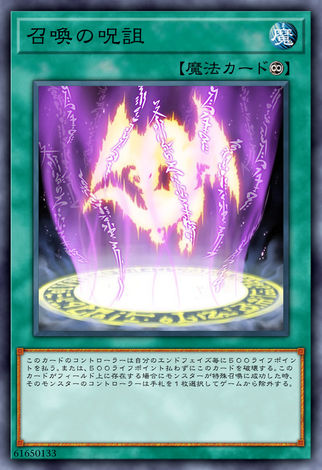 召喚の呪詛
魔
【魔法カード】
このカードのコントローラーは自分のエンドフェイズ毎に５００ライフポイント
を払う。または、５００ライフポイント払わずにこのカードを破壊する。この
カードがフィールド上に存在する場合にモンスターが特殊召喚に成功した時、
そのモンスターのコントローラーは手札を１枚選択してゲームから除外する。
61650133